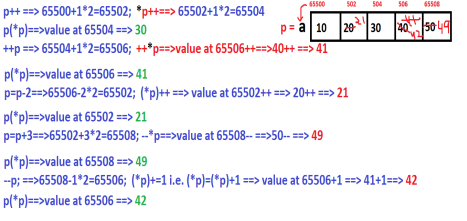 p++ ==> 65500+1*2=65502; *p++==> 65502+1*2=65504
65500 502 504 506 65508
p(*p)==>value at 65504 ==> 30
p = a 10 20 21 30 40 41 42 50 49
++p ==> 65504+1*2=65506; ++*p==>value at 65506++==>40++ ==> 41
p(*p)==>value at 65506 ==> 41
p=p-2==>65506-2*2=65502; (*p)++ ==> value at 65502++ ==> 20++ ==> 21
p(*p)==>value at 65502 ==> 21
p=p+3==>65502+3*2=65508; --*p==>value at 65508-- ==>50-- ==> 49
p(*p)==>value at 65508 ==> 49
--p; ==>65508-1*2=65506; (*p)+=1 i.e. (*p)=(*p)+1 ==> value at 65506+1 ==> 41+1==> 42
p(*p)==>value at 65506 ==> 42